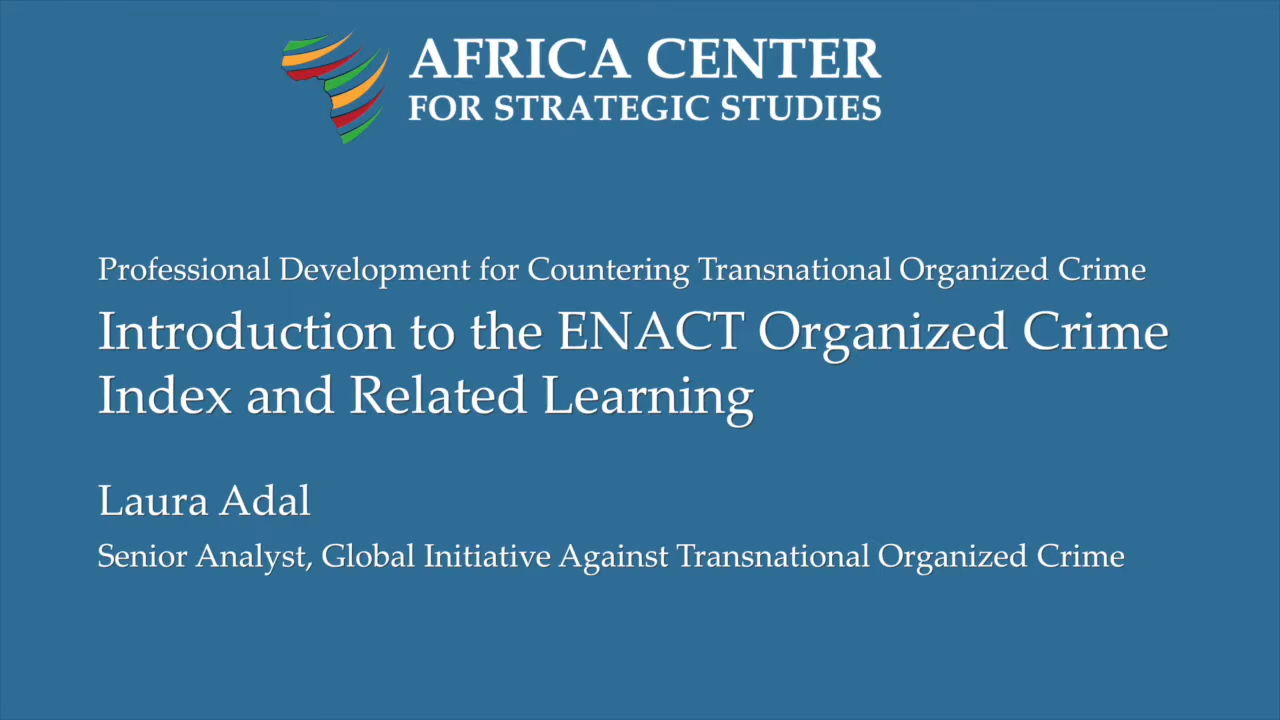 AFRICA CENTER
FOR STRATEGIC STUDIES
Professional Development for Countering Transnational Organized Crime
Introduction to the ENACT Organized Crime
Index and Related Learning
Laura Adal
Senior Analyst, Global Initiative Against Transnational Organized Crime